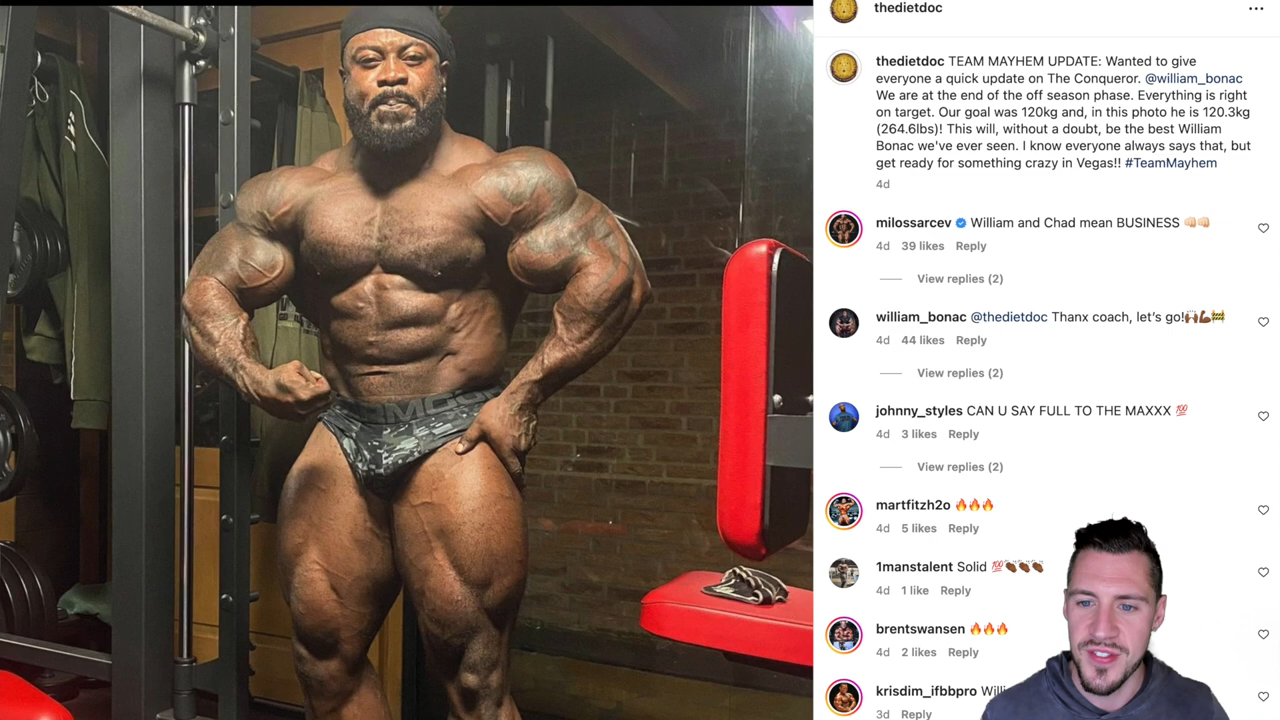 thedietdoc
thedietdoc TEAM MAYHEM UPDATE: Wanted to give
everyone a quick update on The Conqueror. @william_bonac
We are at the end of the off season phase. Everything is right
on target. Our goal was 120kg and, in this photo he is 120.3kg
(264.6lbs)! This will, without a doubt, be the best William
Bonac we've ever seen. I know everyone always says that, but
get ready for something crazy in Vegas!! #TeamMayhem
4d
milossarcev William and Chad mean BUSINESS 👊🏻👊🏻
4d 39 likes Reply
View replies (2)
william_bonac @thedietdoc Thanx coach, let's go!🙌🏾💪🏾🚧
4d 44 likes Reply
View replies (2)
johnny_styles CAN U SAY FULL TO THE MAXXX 💯
4d 3 likes Reply
View replies (2)
martfitzh2o 🔥🔥🔥
4d 5 likes Reply
1manstalent Solid 💯👏🏾👏🏾👏🏾
4d 1 like Reply
brentswansen 🔥🔥🔥
4d 2 likes Reply
krisdim_ifbbpro
3d Reply